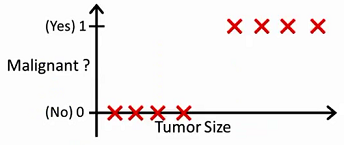 (Yes) 1
Malignant ?
(No) 0
Tumor Size